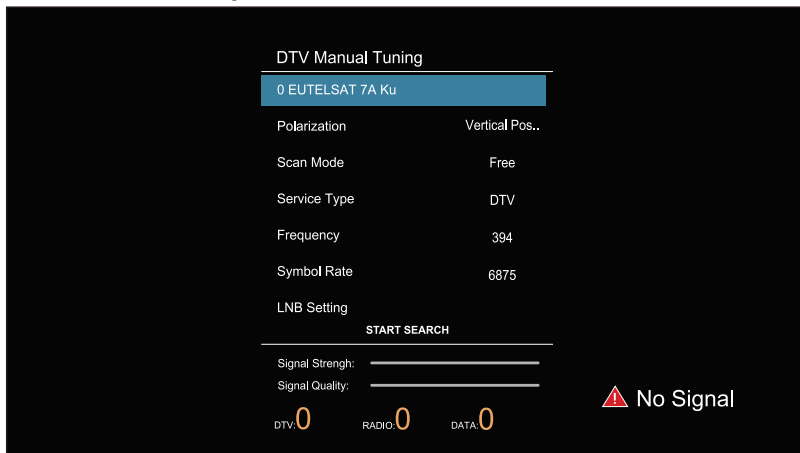 DTV Manual Tuning
0 EUTELSAT 7A Ku
Polarization Vertical Pos..
Scan Mode Free
Service Type DTV
Frequency 394
Symbol Rate 6875
LNB Setting
START SEARCH
Signal Strengh:
Signal Quality:
DTV:0 RADIO:0 DATA:0
No Signal